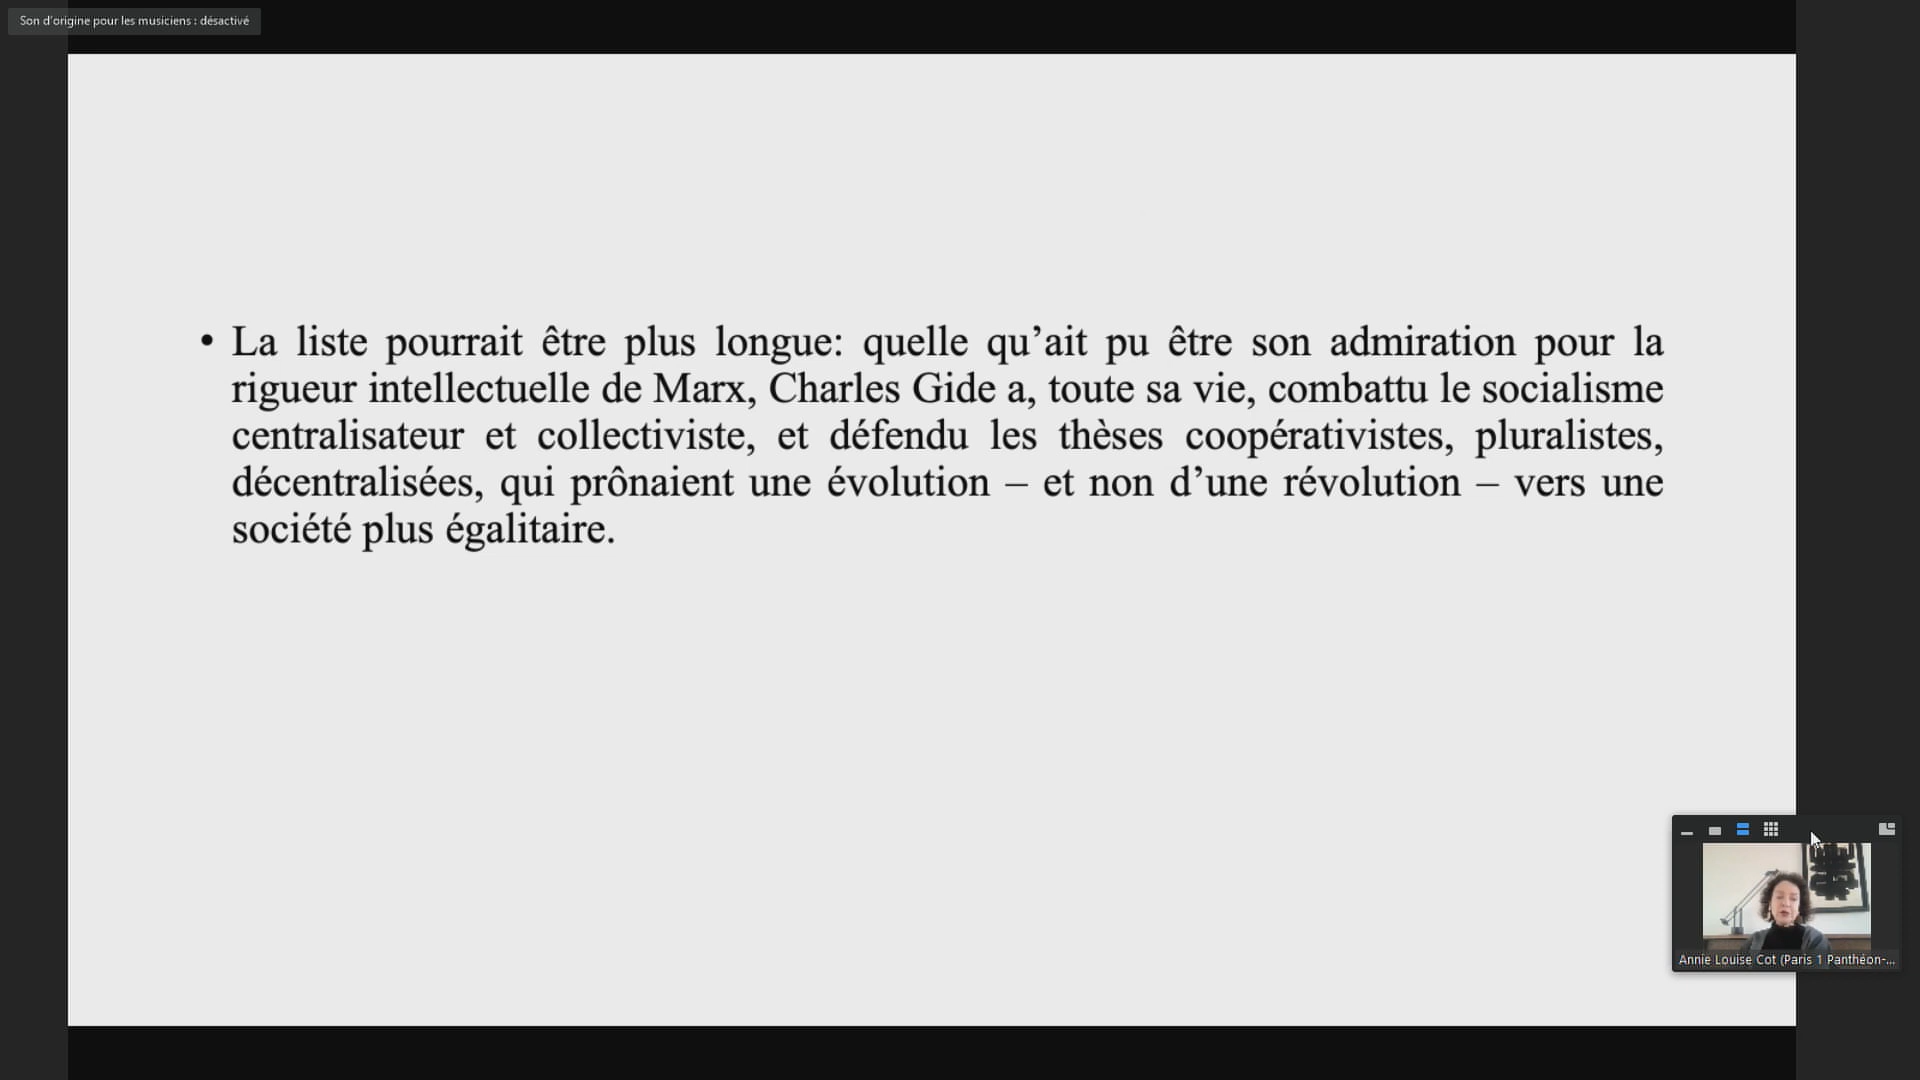 Son d'origine pour les musiciens : désactivé
• La liste pourrait être plus longue: quelle qu’ait pu être son admiration pour la
rigueur intellectuelle de Marx, Charles Gide a, toute sa vie, combattu le socialisme
centralisateur et collectiviste, et défendu les thèses coopérativistes, pluralistes,
décentralisées, qui prônaient une évolution – et non d’une révolution – vers une
société plus égalitaire.
Annie Louise Cot (Paris 1 Panthéon-...